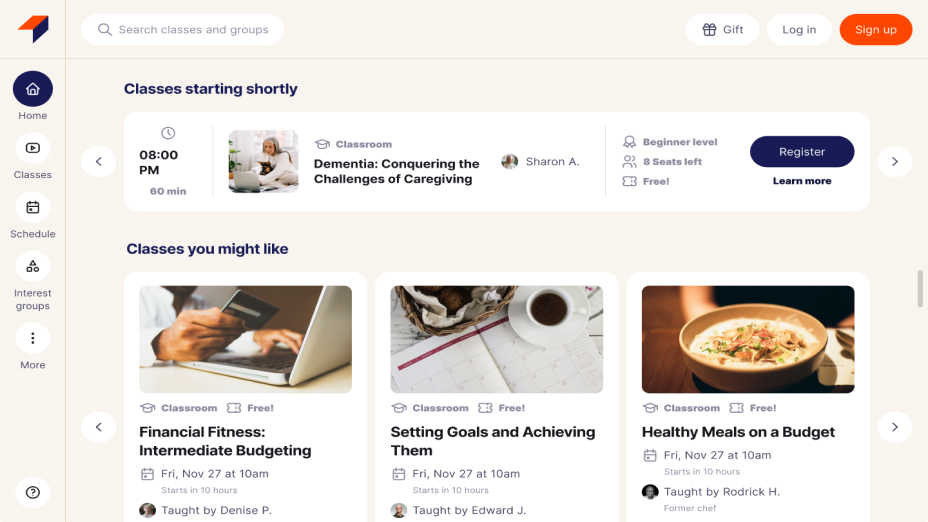 Search classes and groups
Gift
Log in
Sign up
Home
Classes
Schedule
Interest
groups
More
Classes starting shortly
08:00
PM
60 min
Classroom
Dementia: Conquering the
Challenges of Caregiving
Sharon A.
Beginner level
8 Seats left
Free!
Register
Learn more
Classes you might like
Classroom Free!
Financial Fitness:
Intermediate Budgeting
Fri, Nov 27 at 10am
Starts in 10 hours
Taught by Denise P.
Classroom Free!
Setting Goals and Achieving
Them
Fri, Nov 27 at 10am
Starts in 10 hours
Taught by Edward J.
Classroom Free!
Healthy Meals on a Budget
Fri, Nov 27 at 10am
Starts in 10 hours
Taught by Rodrick H.
Former chef